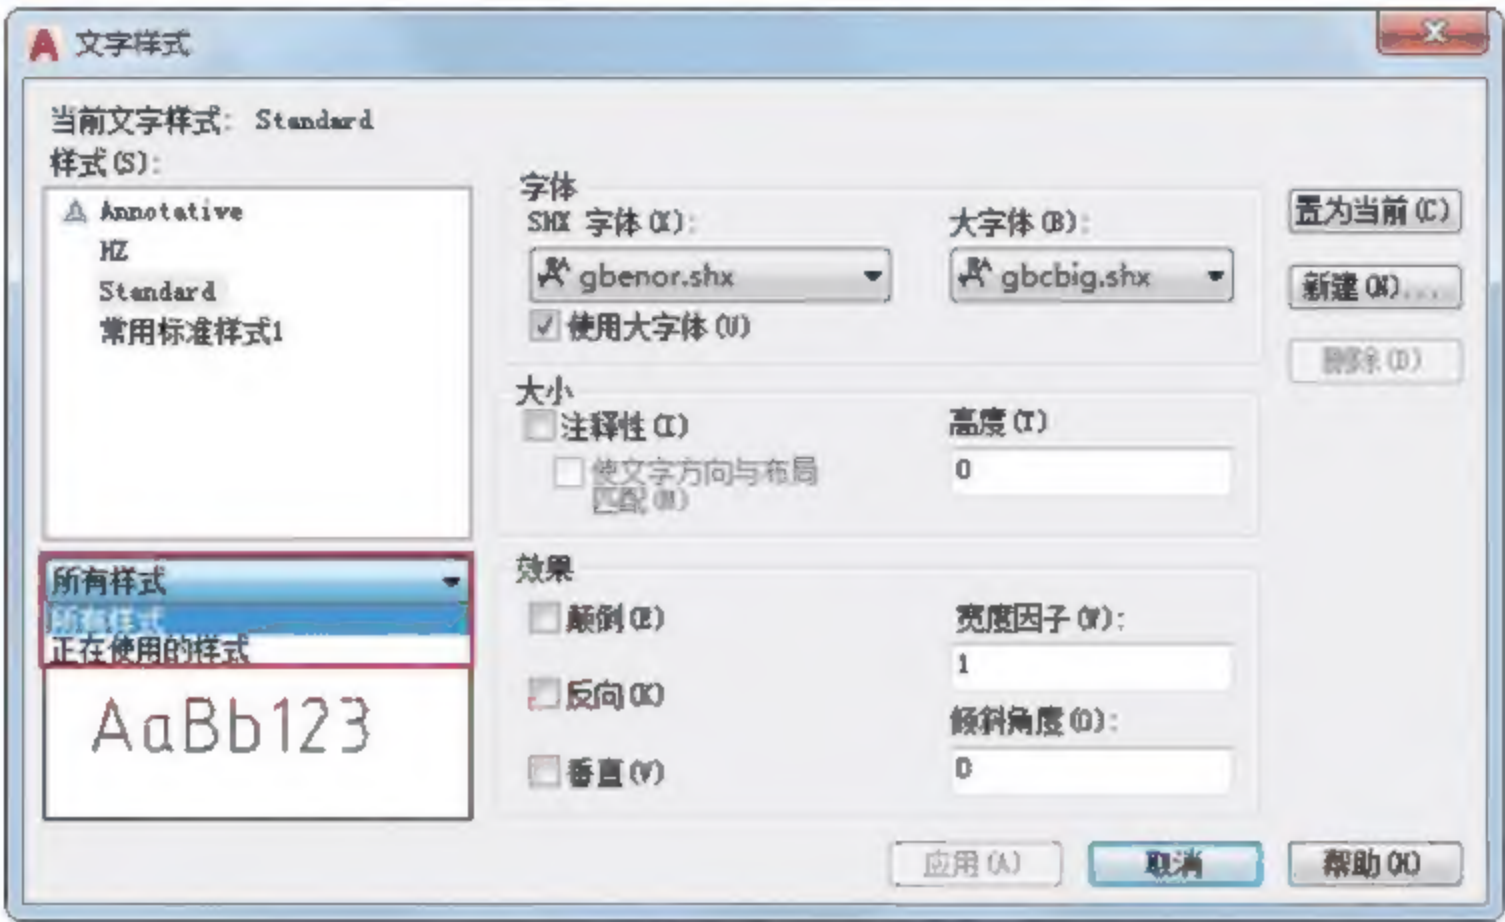 文字样式
当前文字样式: Standard
样式(S):
Annotative
HZ
Standard
常用标准样式1
所有样式
所有样式
正在使用的样式
AaBb123
字体
SHX 字体(X):
gbenor.shx
大字体(B):
gbcbig.shx
使用大字体(U)
大小
注释性(I)
使文字方向与布局
匹配(M)
高度(T)
0
效果
颠倒(E)
反向(K)
垂直(V)
宽度因子(W):
1
倾斜角度(O):
0
置为当前(C)
新建(N)...
删除(D)
应用(A)
取消
帮助(H)